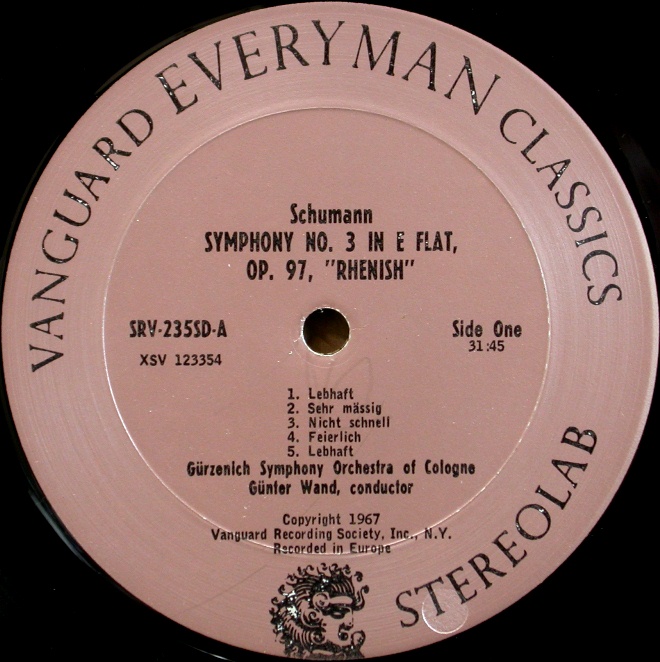 VANGUARD EVERYMAN CLASSICS
Schumann
SYMPHONY NO. 3 IN E FLAT,
OP. 97, "RHENISH"
SRV-235SD-A
XSV 123354
Side One
31:45
1. Lebhaft
2. Sehr mässig
3. Nicht schnell
4. Feierlich
5. Lebhaft
Gürzenich Symphony Orchestra of Cologne
Günter Wand, conductor
Copyright 1967
Vanguard Recording Society, Inc., N.Y.
Recorded in Europe
STEREOLAB